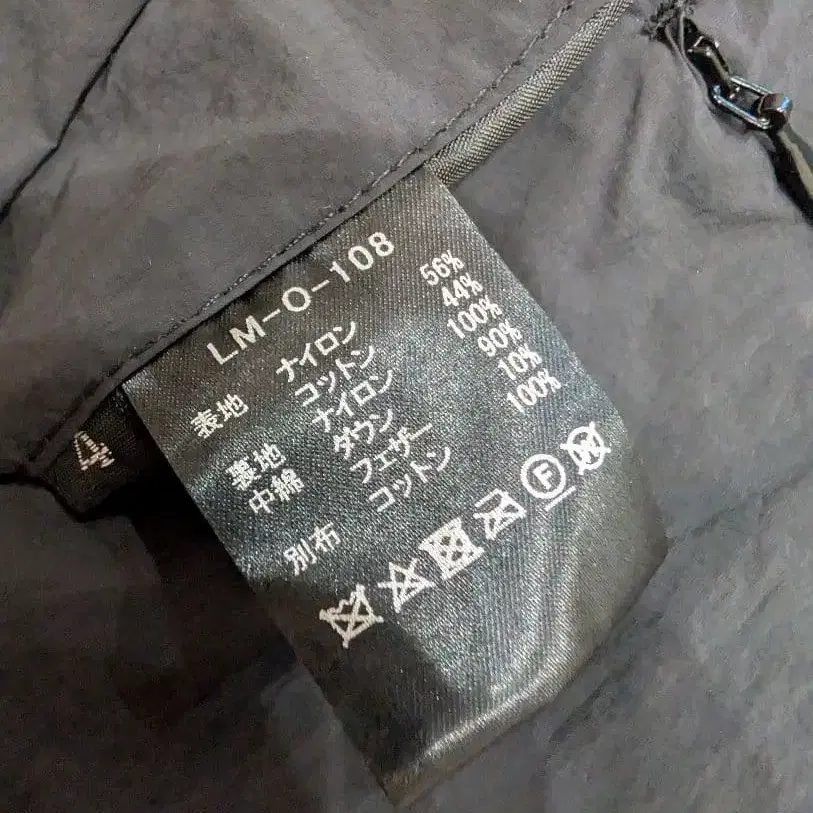 LM-O-108
表地 ナイロン 56%
コットン 44%
裏地 ナイロン 100%
中綿 ダウン 90%
フェザー 10%
別布 コットン 100%
F
W
4